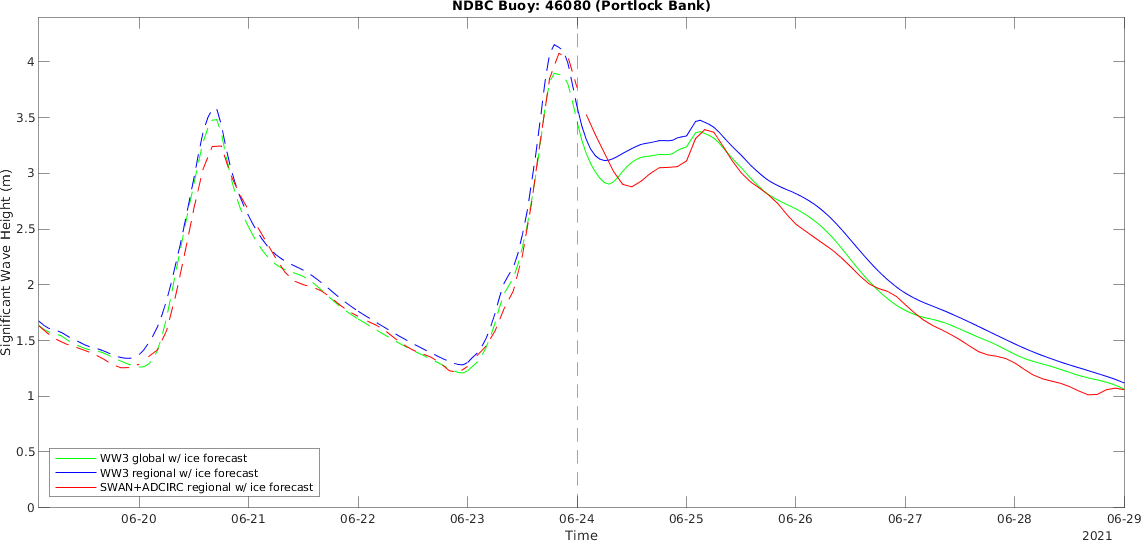 NDBC Buoy: 46080 (Portlock Bank)
Significant Wave Height (m)
4
3.5
3
2.5
2
1.5
1
0.5
0
WW3 global w/ ice forecast
WW3 regional w/ ice forecast
SWAN+ADCIRC regional w/ ice forecast
06-20 06-21 06-22 06-23 06-24 06-25 06-26 06-27 06-28 06-29
Time
2021